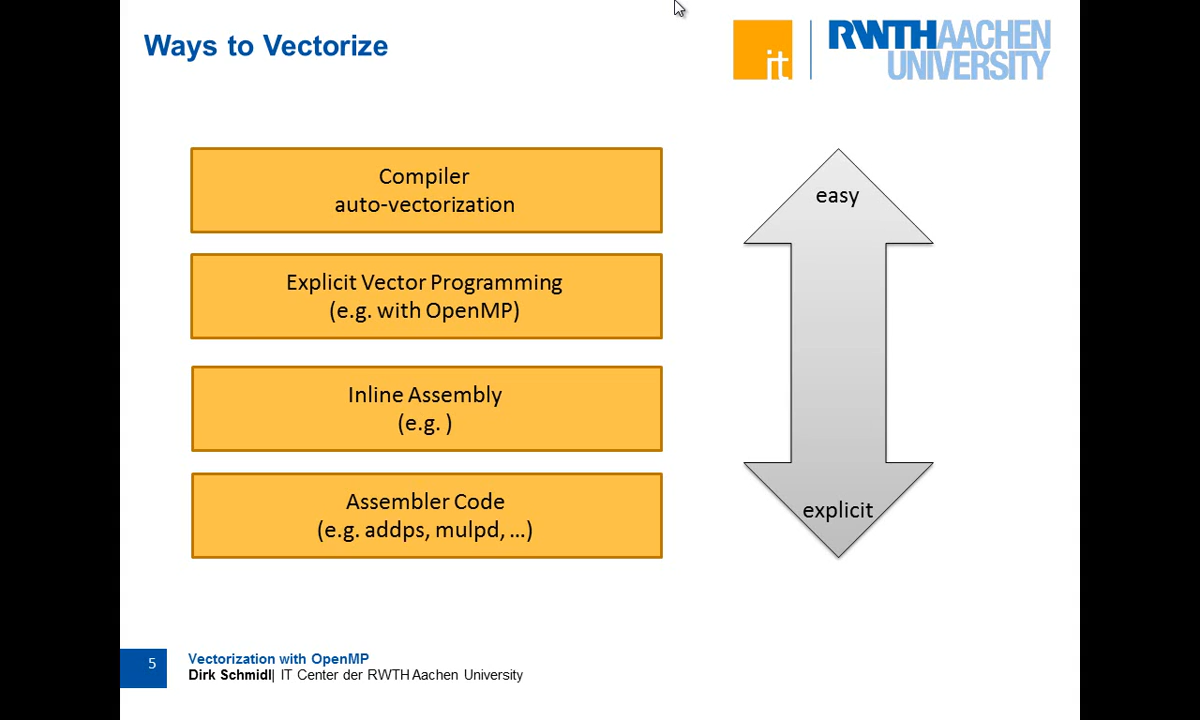 Ways to Vectorize
it
RWTHAACHEN
UNIVERSITY
Compiler
auto-vectorization
easy
Explicit Vector Programming
(e.g. with OpenMP)
Inline Assembly
(e.g. )
Assembler Code
(e.g. addps, mulpd, ...)
explicit
5
Vectorization with OpenMP
Dirk Schmidl| IT Center der RWTH Aachen University